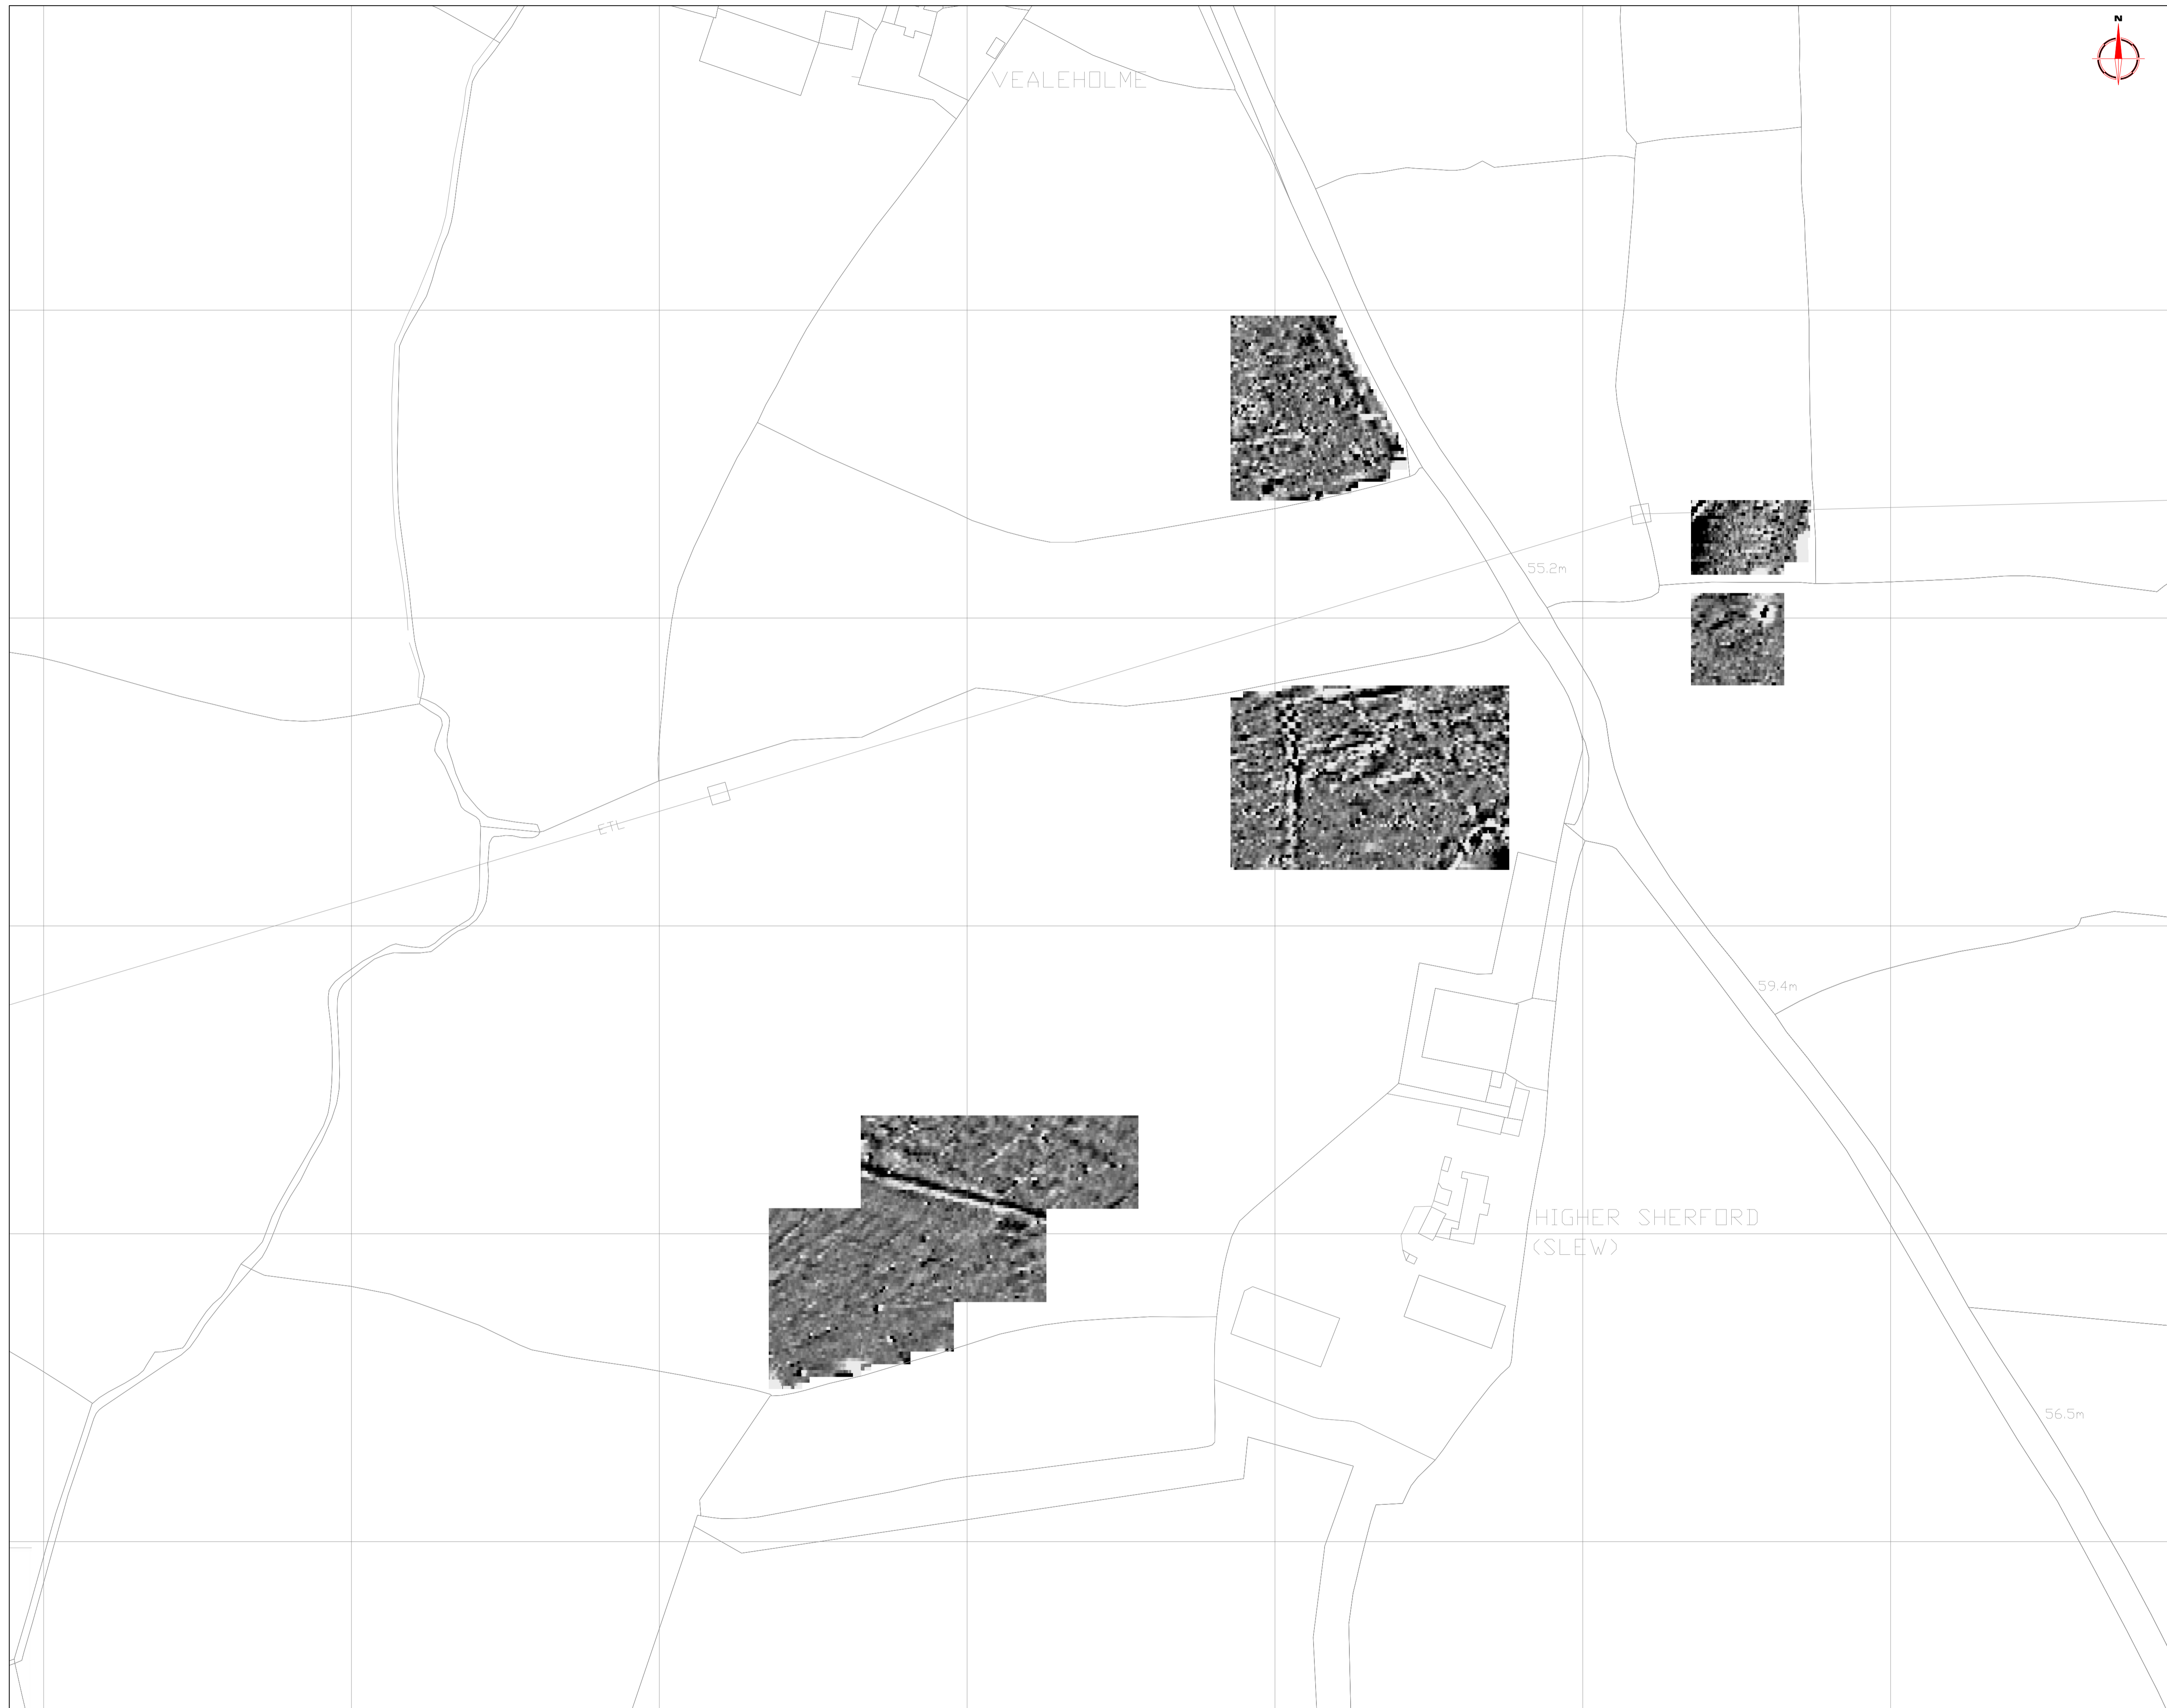 N
VEALEHOLME
55.2m
ETL
59.4m
HIGHER SHERFORD
(SLEW)
56.5m